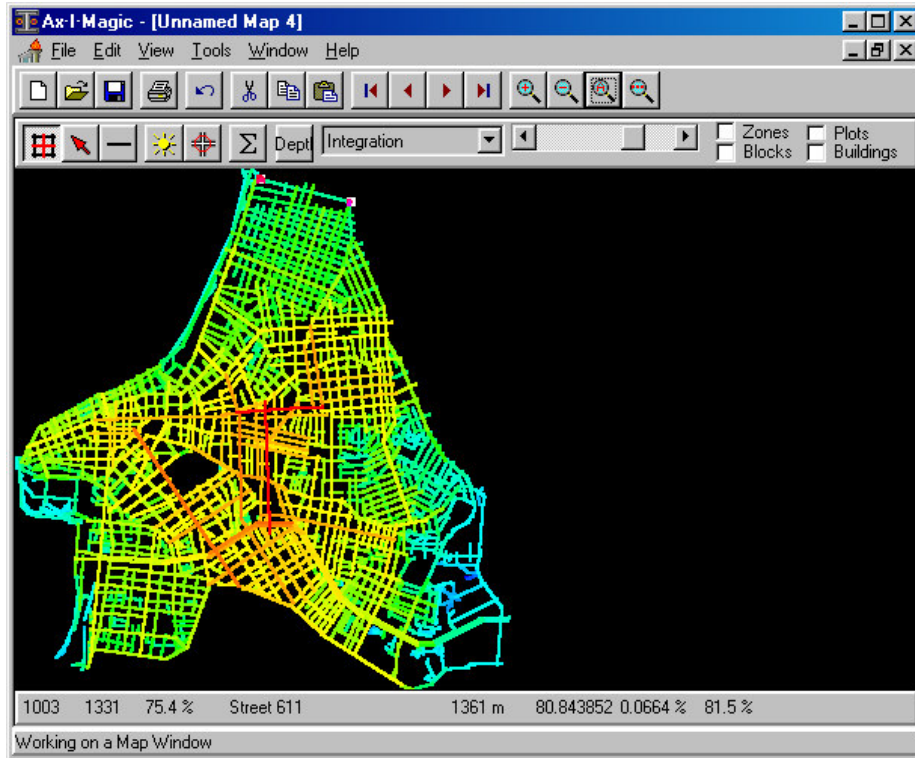 Ax-I-Magic - [Unnamed Map 4]
File Edit View Tools Window Help
Σ Depth Integration Zones Plots
Blocks Buildings
1003 1331 75.4 % Street 611 1361 m 80.843852 0.0664 % 81.5 %
Working on a Map Window